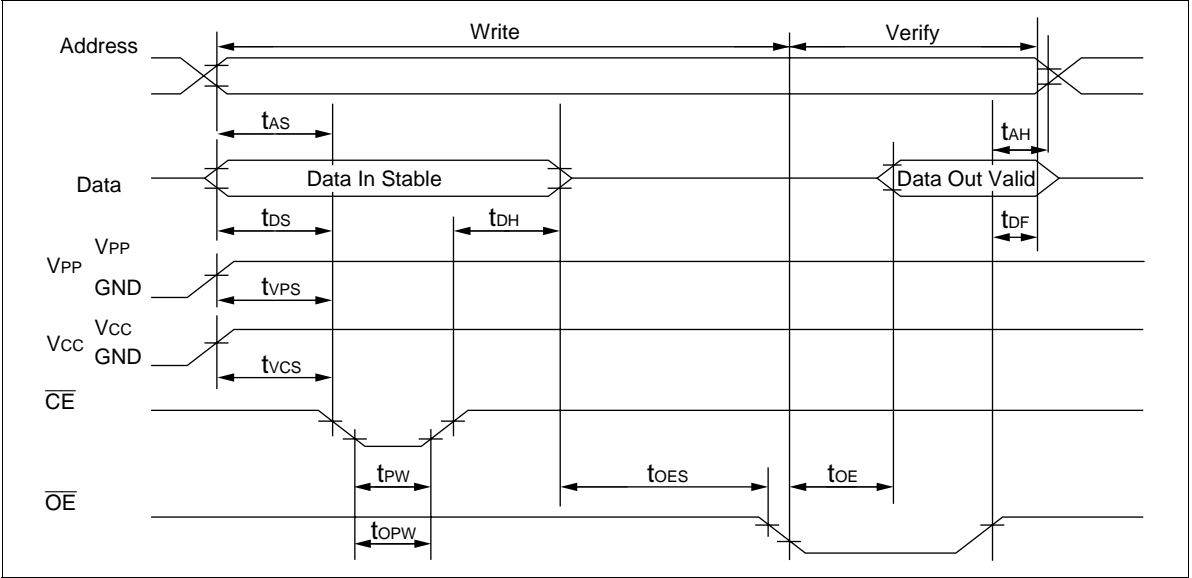 Write
Verify
Address
tAS
tAH
Data
Data In Stable
Data Out Valid
tDS
tDH
tDF
VPP
VPP
GND
tVPS
VCC
VCC
GND
tVCS
CE
tPW
tOES
tOE
OE
tOPW